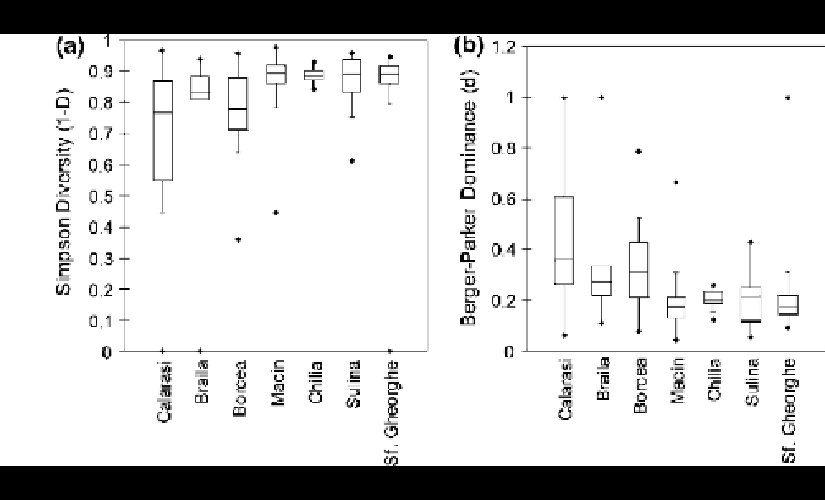 (a)
Simpson Diversity (1-D)
1
0.9
0.8
0.7
0.6
0.5
0.4
0.3
0.2
0.1
0
Calarasi
Braila
Borcea
Macin
Chilia
Sulina
Sf. Gheorghe
(b)
Berger-Parker Dominance (d)
1.2
1
0.8
0.6
0.4
0.2
0
Calarasi
Braila
Borcea
Macin
Chilia
Sulina
Sf. Gheorghe